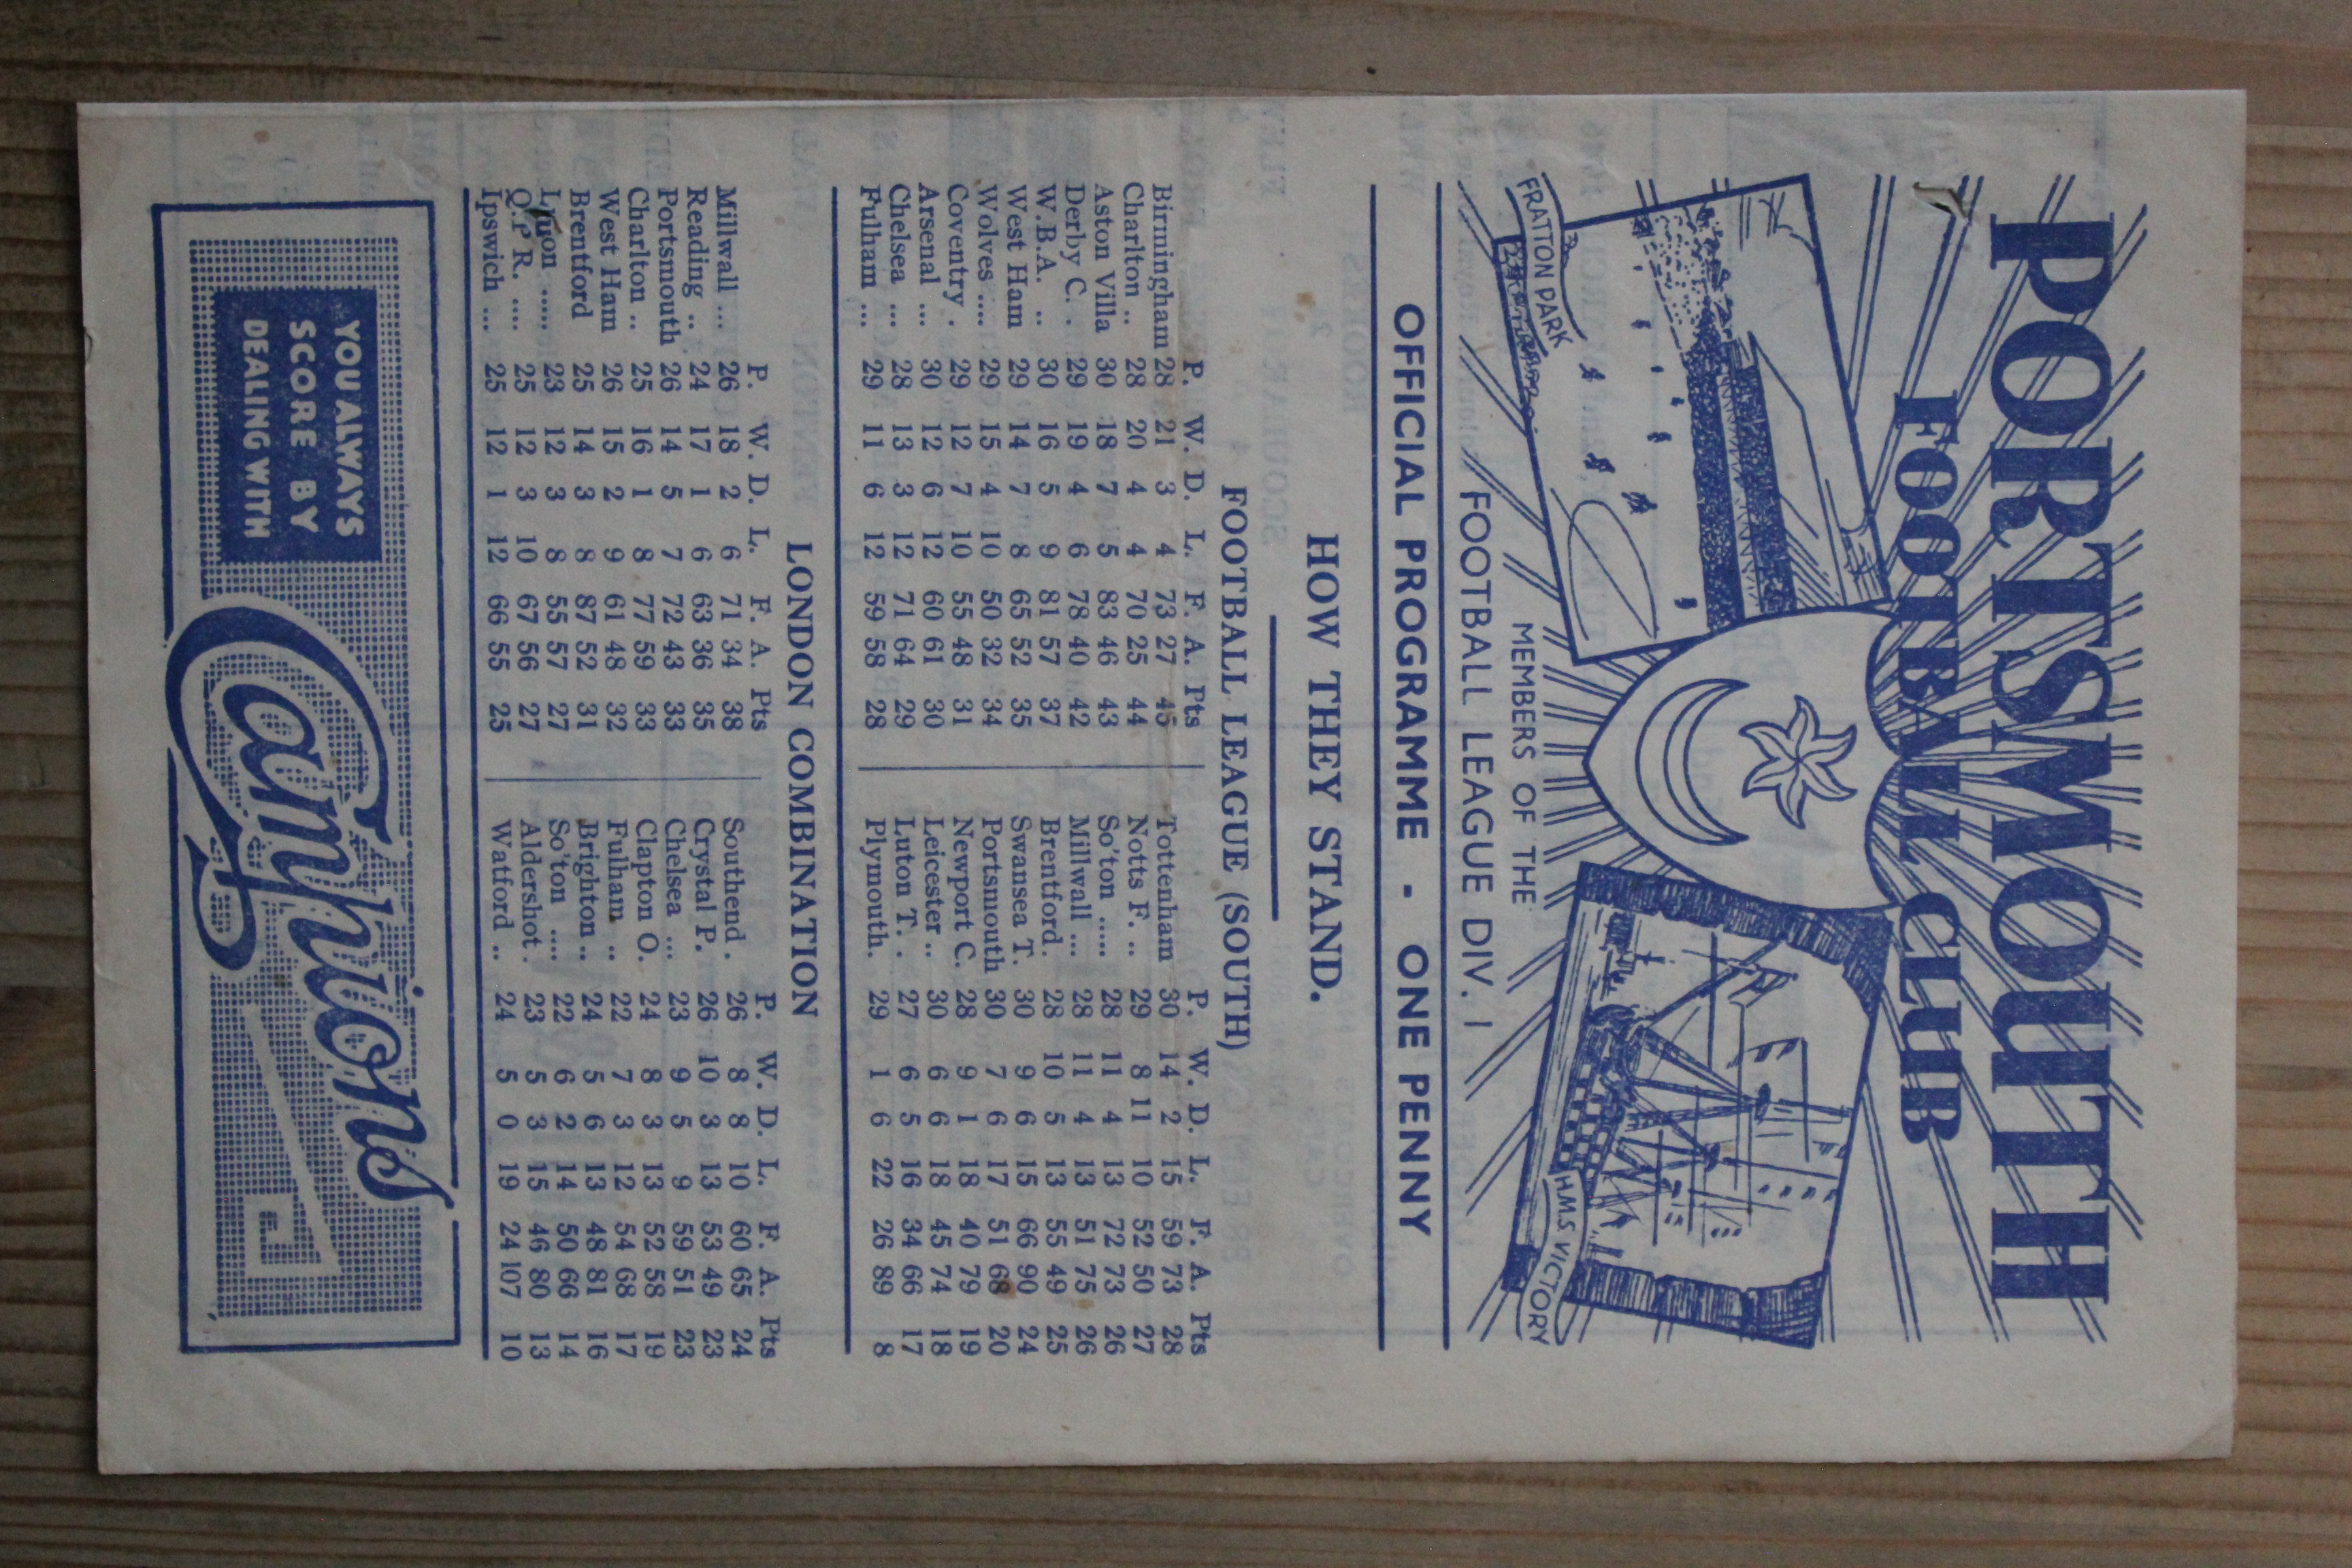 PORTSMOUTH
FOOTBALL CLUB
FRATTON PARK
H.M.S. VICTORY
MEMBERS OF THE
FOOTBALL LEAGUE DIV. 1
OFFICIAL PROGRAMME - ONE PENNY
HOW THEY STAND.
FOOTBALL LEAGUE (SOUTH)
P. W. D. L. F. A. Pts P. W. D. L. F. A. Pts
Birmingham 28 21 3 4 73 27 45 Tottenham 30 14 2 15 59 73 28
Charlton .. 28 20 4 4 70 25 44 Notts F. .. 29 8 11 10 52 50 27
Aston Villa 30 18 7 5 83 46 43 So'ton ..... 28 11 4 13 72 73 26
Derby C. . 29 19 4 6 78 40 42 Millwall ... 28 11 4 13 51 75 26
W.B.A. .. 30 16 5 9 81 57 37 Brentford. 28 10 5 13 55 49 25
West Ham 29 14 7 8 65 52 35 Swansea T. 30 9 6 15 66 90 24
Wolves .... 29 15 4 10 50 32 34 Portsmouth 30 7 6 17 51 68 20
Coventry . 29 12 7 10 55 48 31 Newport C. 28 9 1 18 40 79 19
Arsenal ... 30 12 6 12 60 61 30 Leicester .. 30 6 6 18 45 74 18
Chelsea ... 28 13 3 12 71 64 29 Luton T. . 27 6 5 16 34 66 17
Fulham ... 29 11 6 12 59 58 28 Plymouth. 29 1 6 22 26 89 8
LONDON COMBINATION
P. W. D. L. F. A. Pts P. W. D. L. F. A. Pts
Millwall ... 26 18 2 6 71 34 38 Southend . 26 8 8 10 60 65 24
Reading .. 24 17 1 6 63 36 35 Crystal P. 26 10 3 13 53 49 23
Portsmouth 26 14 5 7 72 43 33 Chelsea ... 23 9 5 9 59 51 23
Charlton .. 25 16 1 8 77 59 33 Clapton O. 24 8 3 13 52 58 19
West Ham 26 15 2 9 61 48 32 Fulham .. 22 7 3 12 54 68 17
Brentford 25 14 3 8 87 52 31 Brighton .. 24 5 6 13 48 81 16
23 12 3 8 55 57 27 So'ton .... 22 6 2 14 50 66 14
Q.P R. .... 25 12 3 10 67 56 27 Aldershot . 23 5 3 15 46 80 13
Ipswich ... 25 12 1 12 66 55 25 Watford .. 24 5 0 19 24 107 10
YOU ALWAYS
SCORE BY
DEALING WITH
Campions